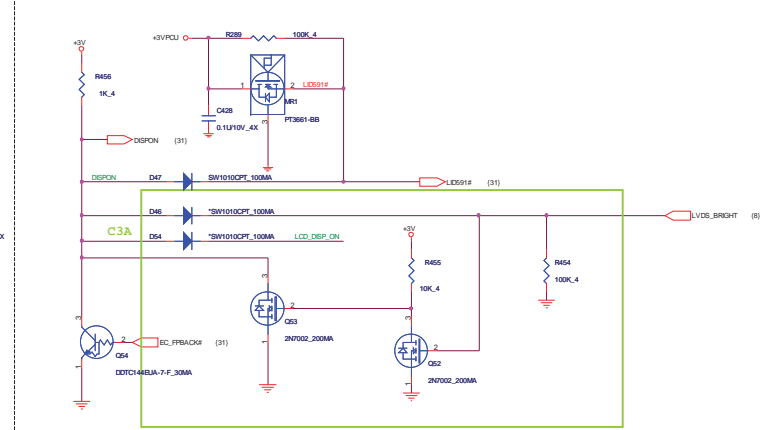 +3V
+3VPCU
R289
100K_4
R456
1K_4
1
2
LID591#
MR1
PT3661-BB
3
C428
0.1U/10V_4X
DISPON
(31)
DISPON
D47
SW1010CPT_100MA
LID591#
(31)
C3A
D46
*SW1010CPT_100MA
LVDS_BRIGHT
(8)
X
D54
*SW1010CPT_100MA
LCD_DISP_ON
+3V
R455
10K_4
R454
100K_4
3
2
Q53
1
2N7002_200MA
3
2
Q52
1
2N7002_200MA
3
2
EC_FPBACK#
(31)
Q54
1
DDTC144EUA-7-F_30MA